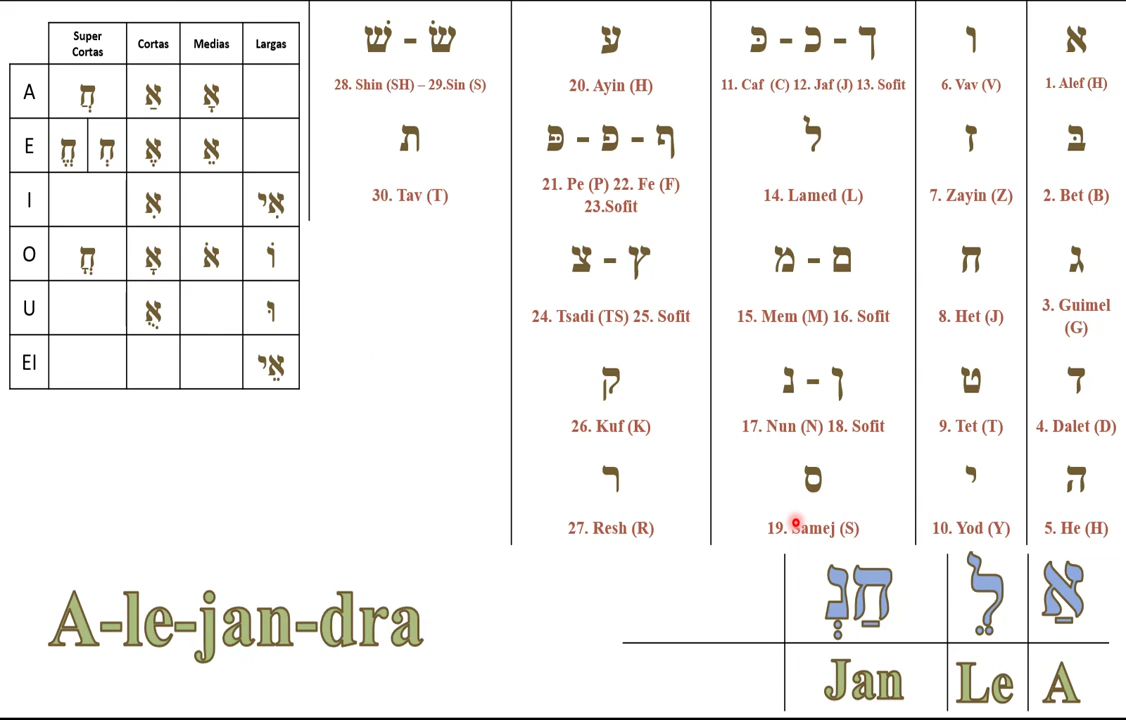 Super Cortas Cortas Medias Largas
A חֲ אַ אָ
E חֱ חְ אֶ אֵ
I אִ אִי
O חֳ אָ אֹ וֹ
U אֻ וּ
EI אֵי
שׁ - שׂ
28. Shin (SH) – 29.Sin (S)
ת
30. Tav (T)
ע
20. Ayin (H)
פּ - פ - ף
21. Pe (P) 22. Fe (F)
23.Sofit
צ - ץ
24. Tsadi (TS) 25. Sofit
ק
26. Kuf (K)
ר
27. Resh (R)
כּ - כ - ך
11. Caf (C) 12. Jaf (J) 13. Sofit
ל
14. Lamed (L)
מ - ם
15. Mem (M) 16. Sofit
נ - ן
17. Nun (N) 18. Sofit
ס
19. Samej (S)
ו
6. Vav (V)
ז
7. Zayin (Z)
ח
8. Het (J)
ט
9. Tet (T)
י
10. Yod (Y)
א
1. Alef (H)
בּ
2. Bet (B)
ג
3. Guimel
(G)
ד
4. Dalet (D)
ה
5. He (H)
A-le-jan-dra
אַ לֵ חַנְ
Jan Le A